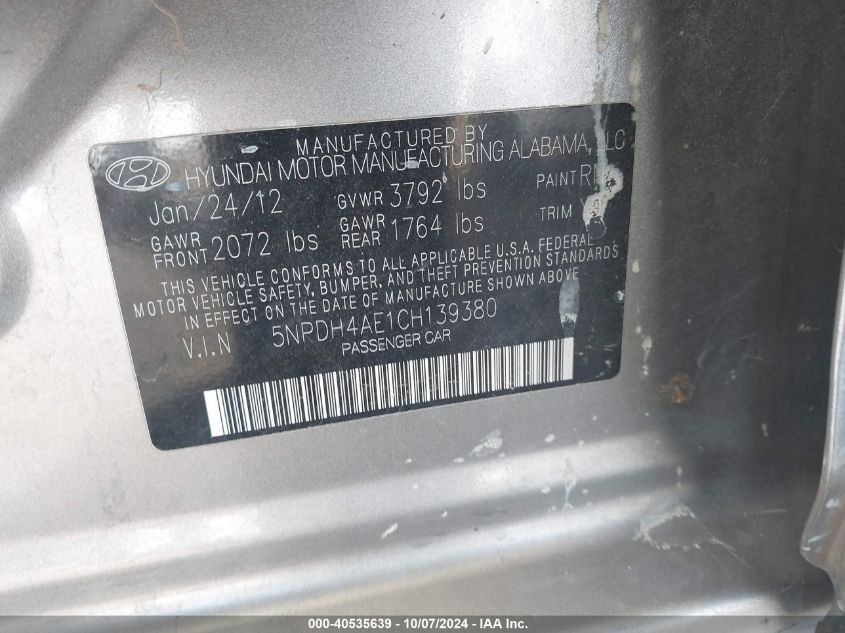 MANUFACTURED BY
HYUNDAI MOTOR MANUFACTURING ALABAMA, LLC
Jan/24/12 GVWR 3792 lbs PAINT
GAWR FRONT 2072 lbs GAWR REAR 1764 lbs TRIM
THIS VEHICLE CONFORMS TO ALL APPLICABLE U.S.A. FEDERAL
MOTOR VEHICLE SAFETY, BUMPER, AND THEFT PREVENTION STANDARDS
IN EFFECT ON THE DATE OF MANUFACTURE SHOWN ABOVE.
V.I.N 5NPDH4AE1CH139380
PASSENGER CAR
000-40535639 - 10/07/2024 - IAA Inc.